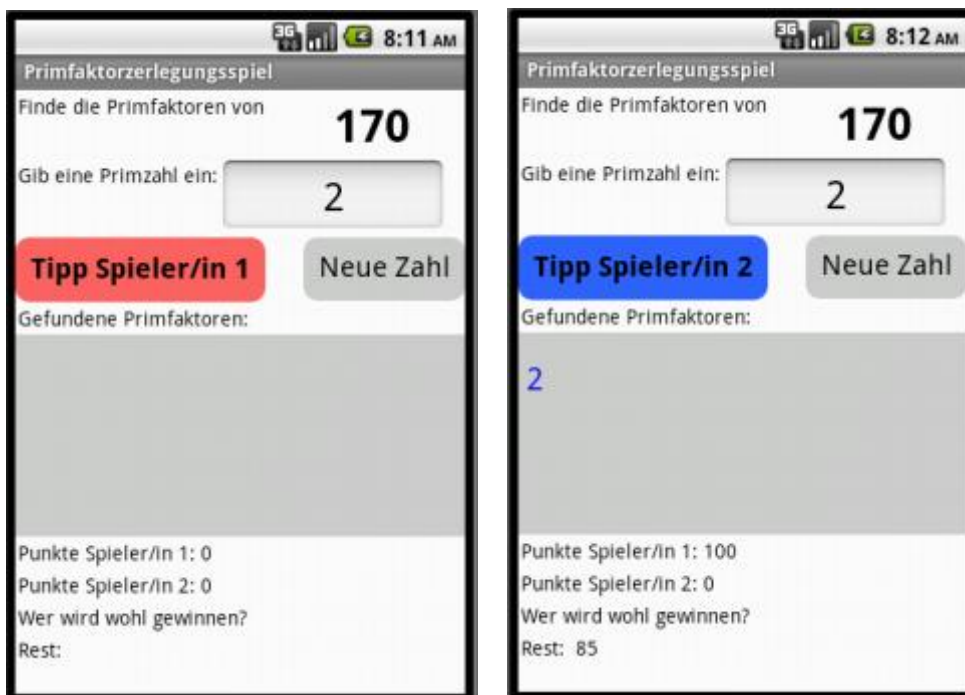 8:11 AM
Primfaktorzerlegungsspiel
Finde die Primfaktoren von
170
Gib eine Primzahl ein:
2
Tipp Spieler/in 1
Neue Zahl
Gefundene Primfaktoren:
Punkte Spieler/in 1: 0
Punkte Spieler/in 2: 0
Wer wird wohl gewinnen?
Rest:
8:12 AM
Primfaktorzerlegungsspiel
Finde die Primfaktoren von
170
Gib eine Primzahl ein:
2
Tipp Spieler/in 2
Neue Zahl
Gefundene Primfaktoren:
2
Punkte Spieler/in 1: 100
Punkte Spieler/in 2: 0
Wer wird wohl gewinnen?
Rest: 85